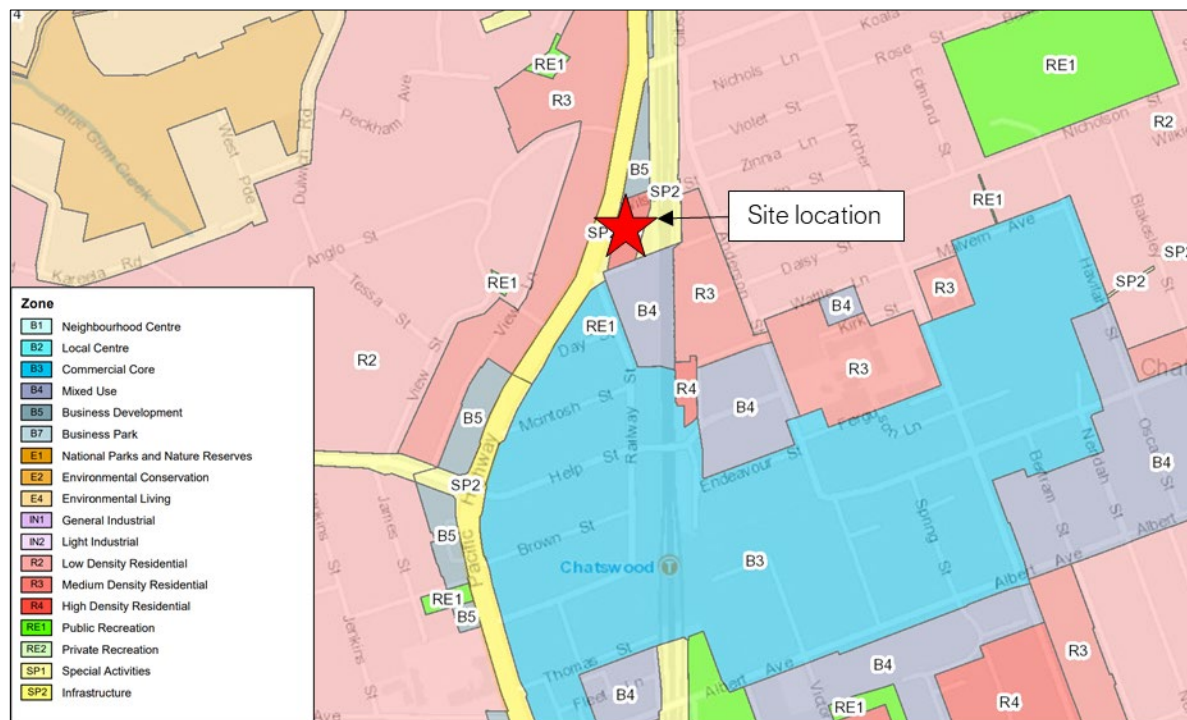 4
Koala
Rose St
RE1
RE1
Nichols Ln
R3
Edmund St
Peckham Ave
Violet St
Nicholson
R2
Blue Gum Creek
West Pde
Dulwich Rd
Archer
Zinnia Ln
B5
SP2
Site location
RE1
Blakesley St
Anglo St
Malvern Ave
Kareela Rd
RE1
Tessa St
View Ln
Anderson St
Daisy St
Havilah St
SP2
Wattle Ln
R3
R3
B4
B4
Kirk
RE1
Day St
View St
R2
R3
R4
B4
B5
Mcintosh St
Railway St
Ferguson Ln
Help St
Endeavour St
Neridah St
Oscar St
B4
SP2
Pacific Highway
Jenkins St
James St
Bertram St
Spring St
Albert
B5
Brown St
Chatswood T
B3
Albert Ave
RE1
B5
Jenkins St
Thomas St
Albert Ave
B4
R3
Fleet Ln
B4
RE1
R4
Zone
B1 Neighbourhood Centre
B2 Local Centre
B3 Commercial Core
B4 Mixed Use
B5 Business Development
B7 Business Park
E1 National Parks and Nature Reserves
E2 Environmental Conservation
E4 Environmental Living
IN1 General Industrial
IN2 Light Industrial
R2 Low Density Residential
R3 Medium Density Residential
R4 High Density Residential
RE1 Public Recreation
RE2 Private Recreation
SP1 Special Activities
SP2 Infrastructure